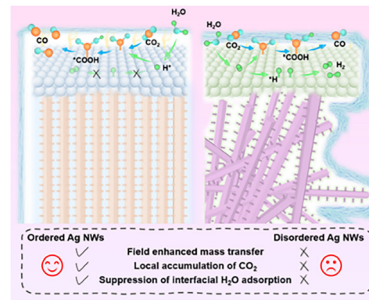 H₂O
CO
CO₂
*COOH
H⁺
H₂O
CO₂
CO
*COOH
*H
H₂
Ordered Ag NWs
Disordered Ag NWs
Field enhanced mass transfer
Local accumulation of CO₂
Suppression of interfacial H₂O adsorption